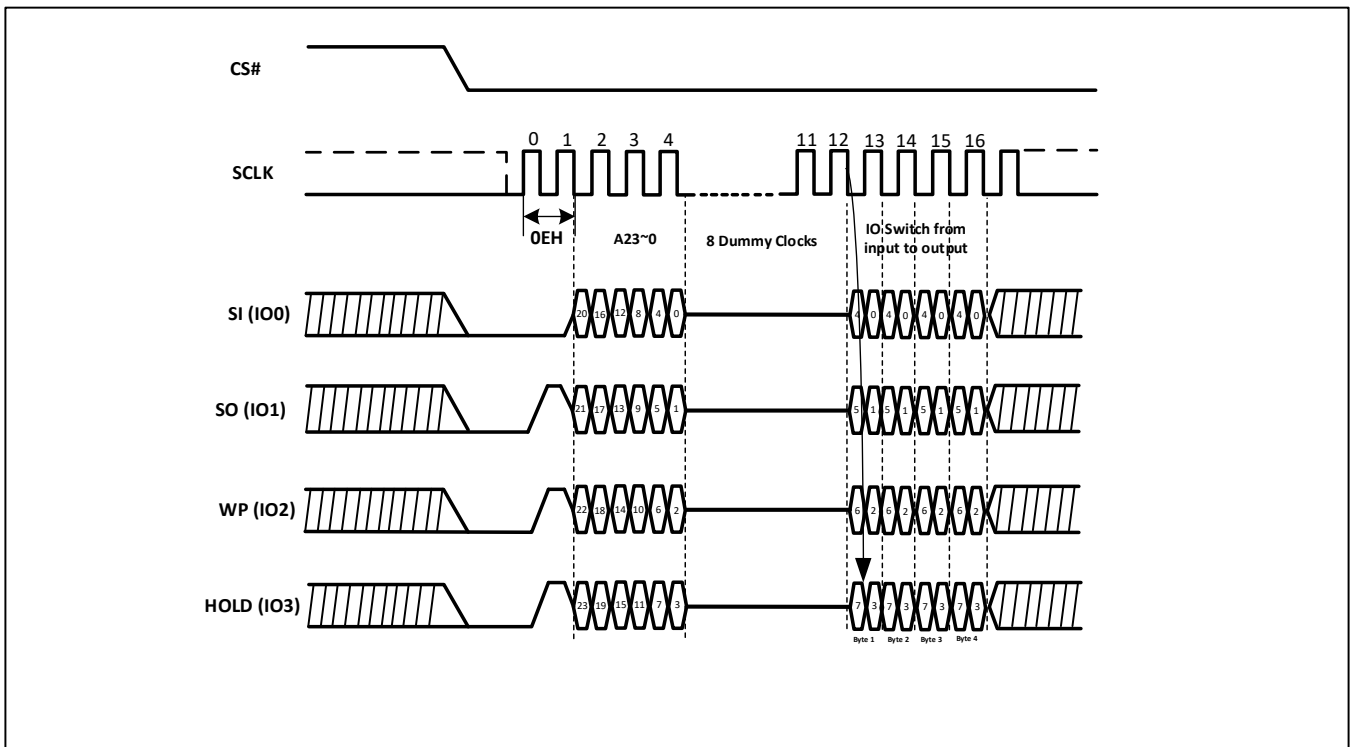 CS#
0 1 2 3 4 11 12 13 14 15 16
SCLK
0EH
A23~0
8 Dummy Clocks
IO Switch from
input to output
SI (IO0)
20 16 12 8 4 0 4 0 4 0 4 0 4 0
SO (IO1)
21 17 13 9 5 1 5 1 5 1 5 1 5 1
WP (IO2)
22 18 14 10 6 2 6 2 6 2 6 2 6 2
HOLD (IO3)
23 19 15 11 7 3 7 3 7 3 7 3 7 3
Byte 1 Byte 2 Byte 3 Byte 4